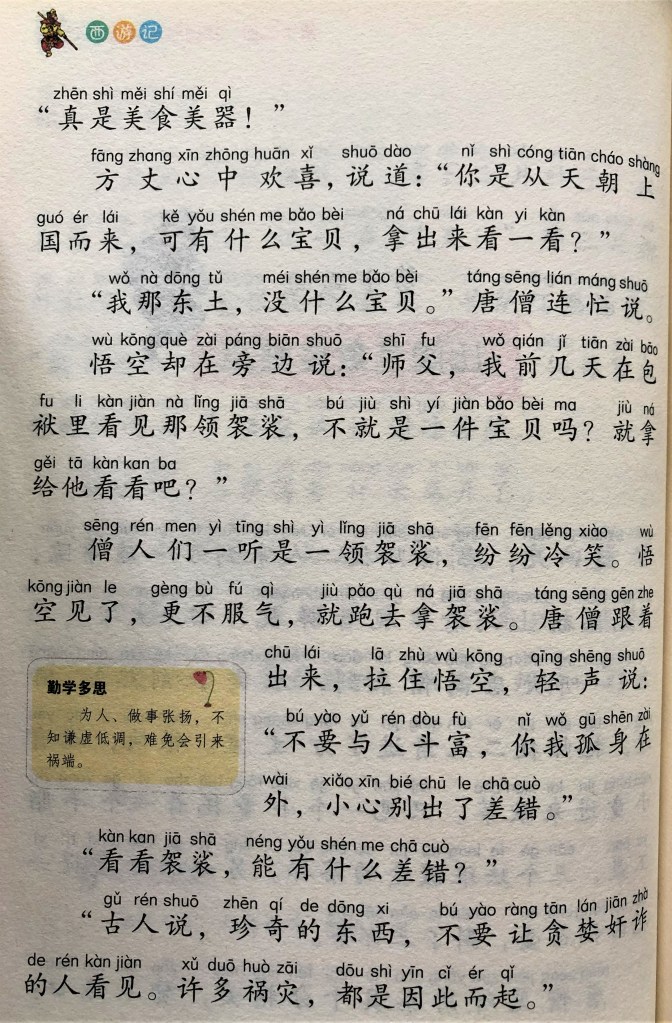 西游记
zhēn shì měi shí měi qì
“真是美食美器！”
fāng zhang xīn zhōng huān xǐ shuō dào nǐ shì cóng tiān cháo shàng
方丈心中欢喜，说道：“你是从天朝上
guó ér lái kě yǒu shén me bǎo bèi ná chū lái kàn yi kàn
国而来，可有什么宝贝，拿出来看一看？”
wǒ nà dōng tǔ méi shén me bǎo bèi táng sēng lián máng shuō
“我那东土，没什么宝贝。”唐僧连忙说。
wù kōng què zài páng biān shuō shī fu wǒ qián jǐ tiān zài bāo
悟空却在旁边说：“师父，我前几天在包
fu li kàn jiàn nà lǐng jiā shā bú jiù shì yí jiàn bǎo bèi ma jiù ná
袱里看见那领袈裟，不就是一件宝贝吗？就拿
gěi tā kàn kan ba
给他看看吧？”
sēng rén men yì tīng shì yì lǐng jiā shā fēn fēn lěng xiào wù
僧人们一听是一领袈裟，纷纷冷笑。悟
kōng jiàn le gèng bù fú qì jiù pǎo qù ná jiā shā táng sēng gēn zhe
空见了，更不服气，就跑去拿袈裟。唐僧跟着
chū lái lā zhù wù kōng qīng shēng shuō
出来，拉住悟空，轻声说：
bú yào yǔ rén dòu fù nǐ wǒ gū shēn zài
“不要与人斗富，你我孤身在
wài xiǎo xīn bié chū le chā cuò
外，小心别出了差错。”
勤学多思
为人、做事张扬，不
知谦虚低调，难免会引来
祸端。
kàn kan jiā shā néng yǒu shén me chā cuò
“看看袈裟，能有什么差错？”
gǔ rén shuō zhēn qí de dōng xi bú yào ràng tān lán jiān zhà
“古人说，珍奇的东西，不要让贪婪奸诈
de rén kàn jiàn xǔ duō huò zāi dōu shì yīn cǐ ér qǐ
的人看见。许多祸灾，都是因此而起。”